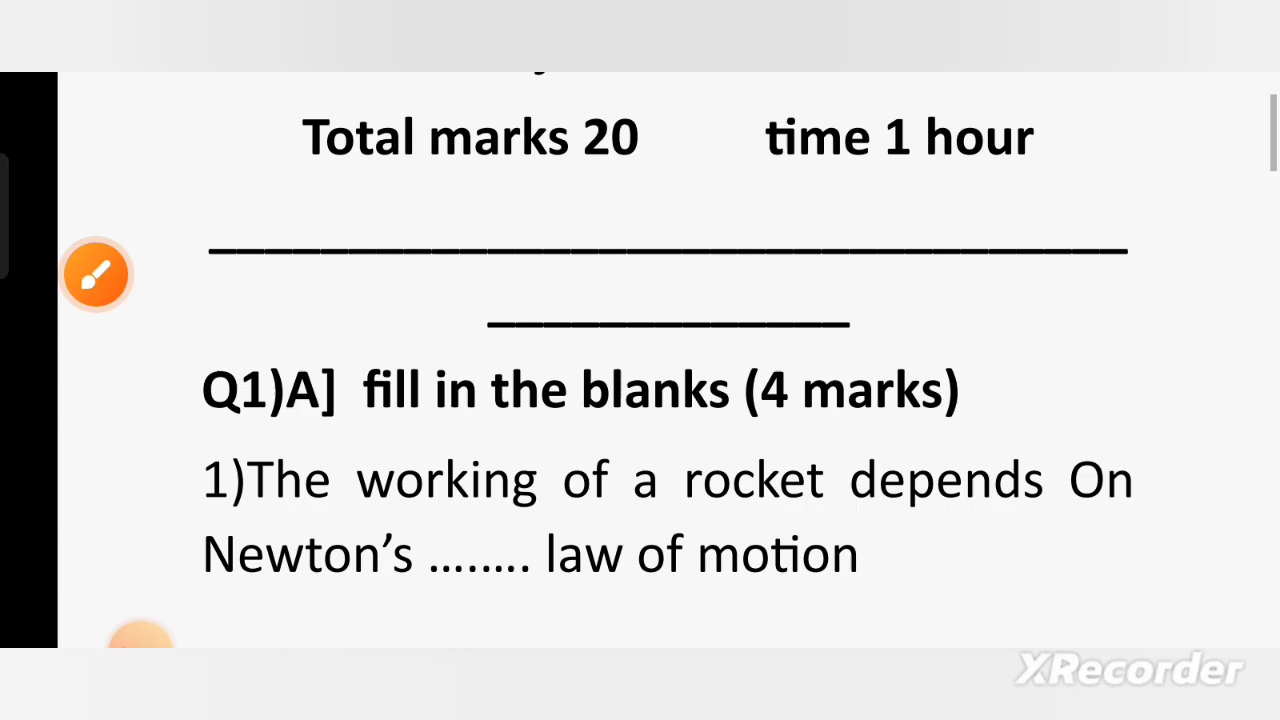 Total marks 20 time 1 hour
Q1)A] fill in the blanks (4 marks)
1)The working of a rocket depends On
Newton’s …….. law of motion
XRecorder